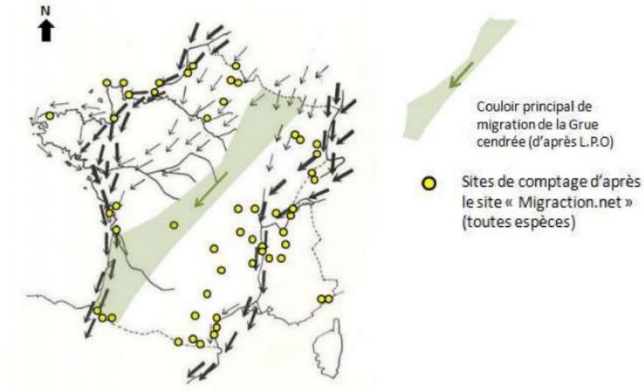 N
Couloir principal de
migration de la Grue
cendrée (d'après L.P.O)
Sites de comptage d'après
le site « Migraction.net »
(toutes espèces)